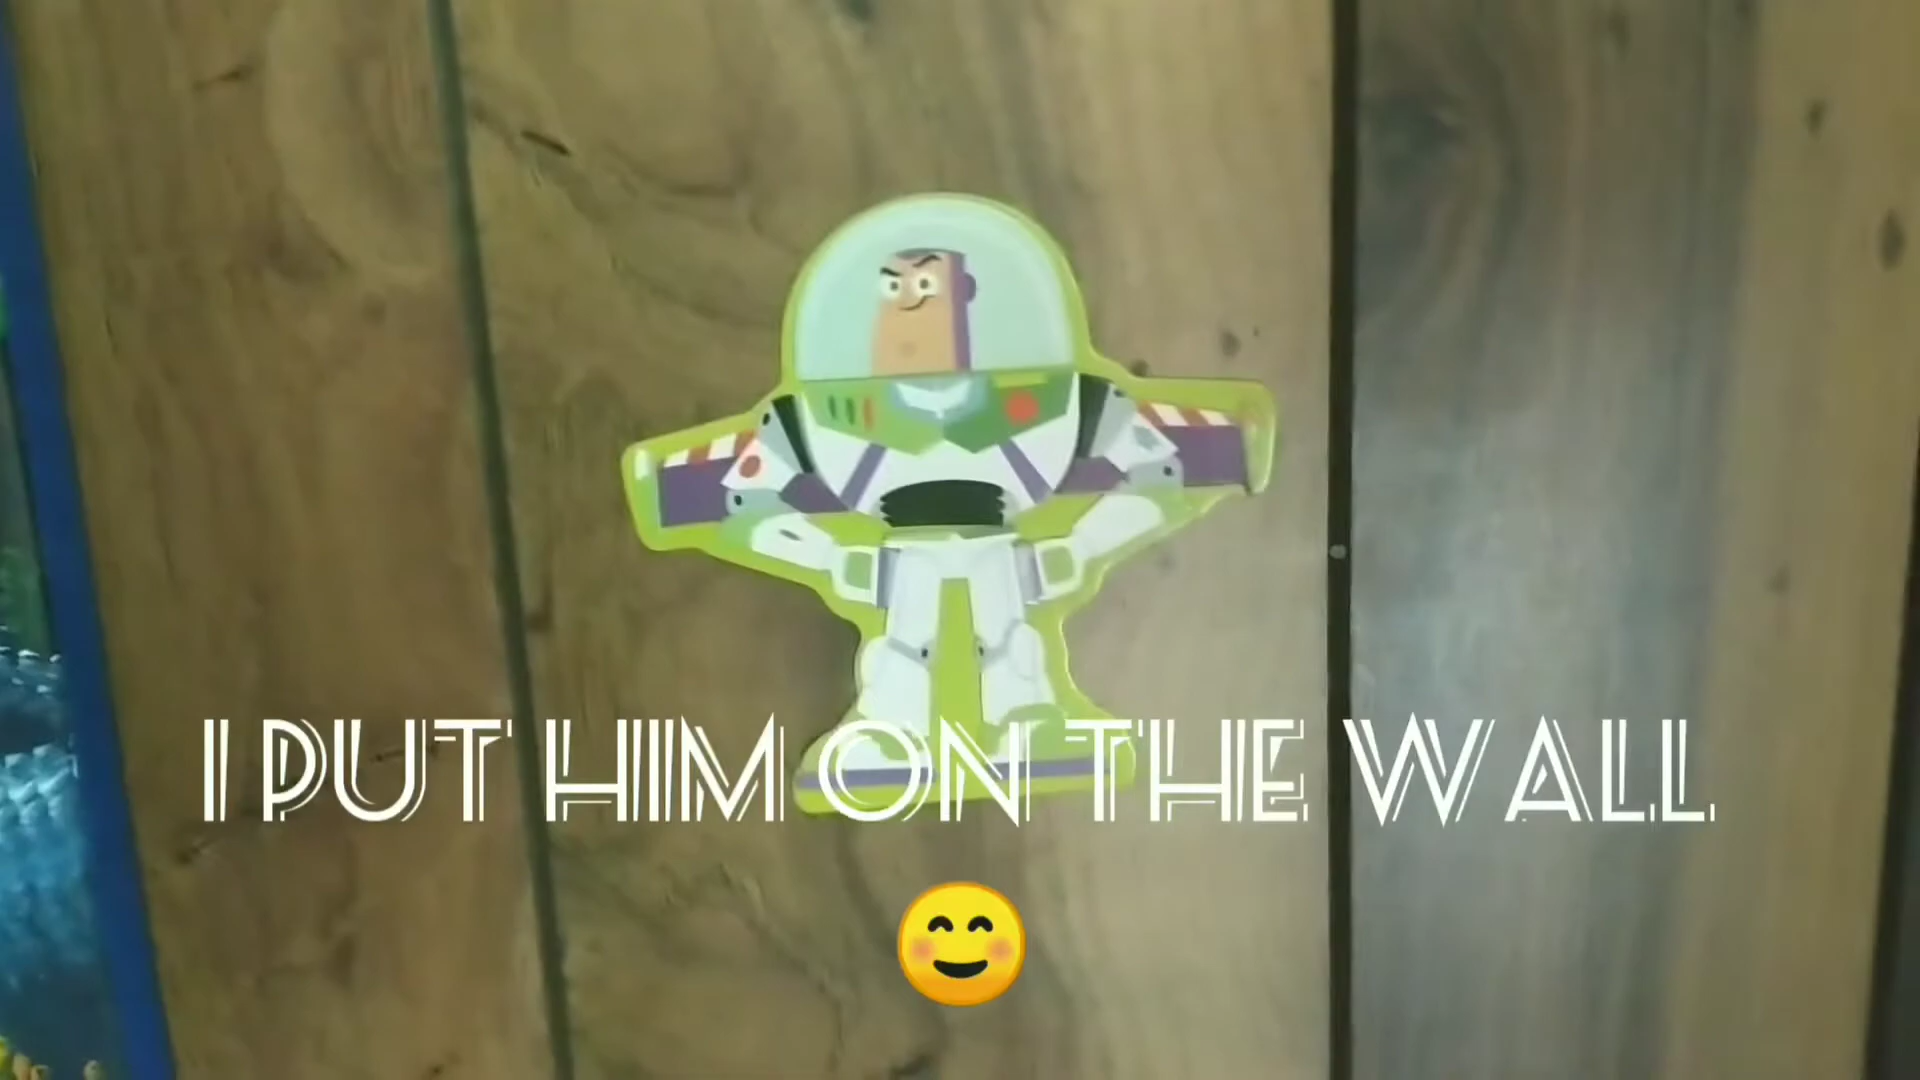 I PUT HIM ON THE WALL
😊